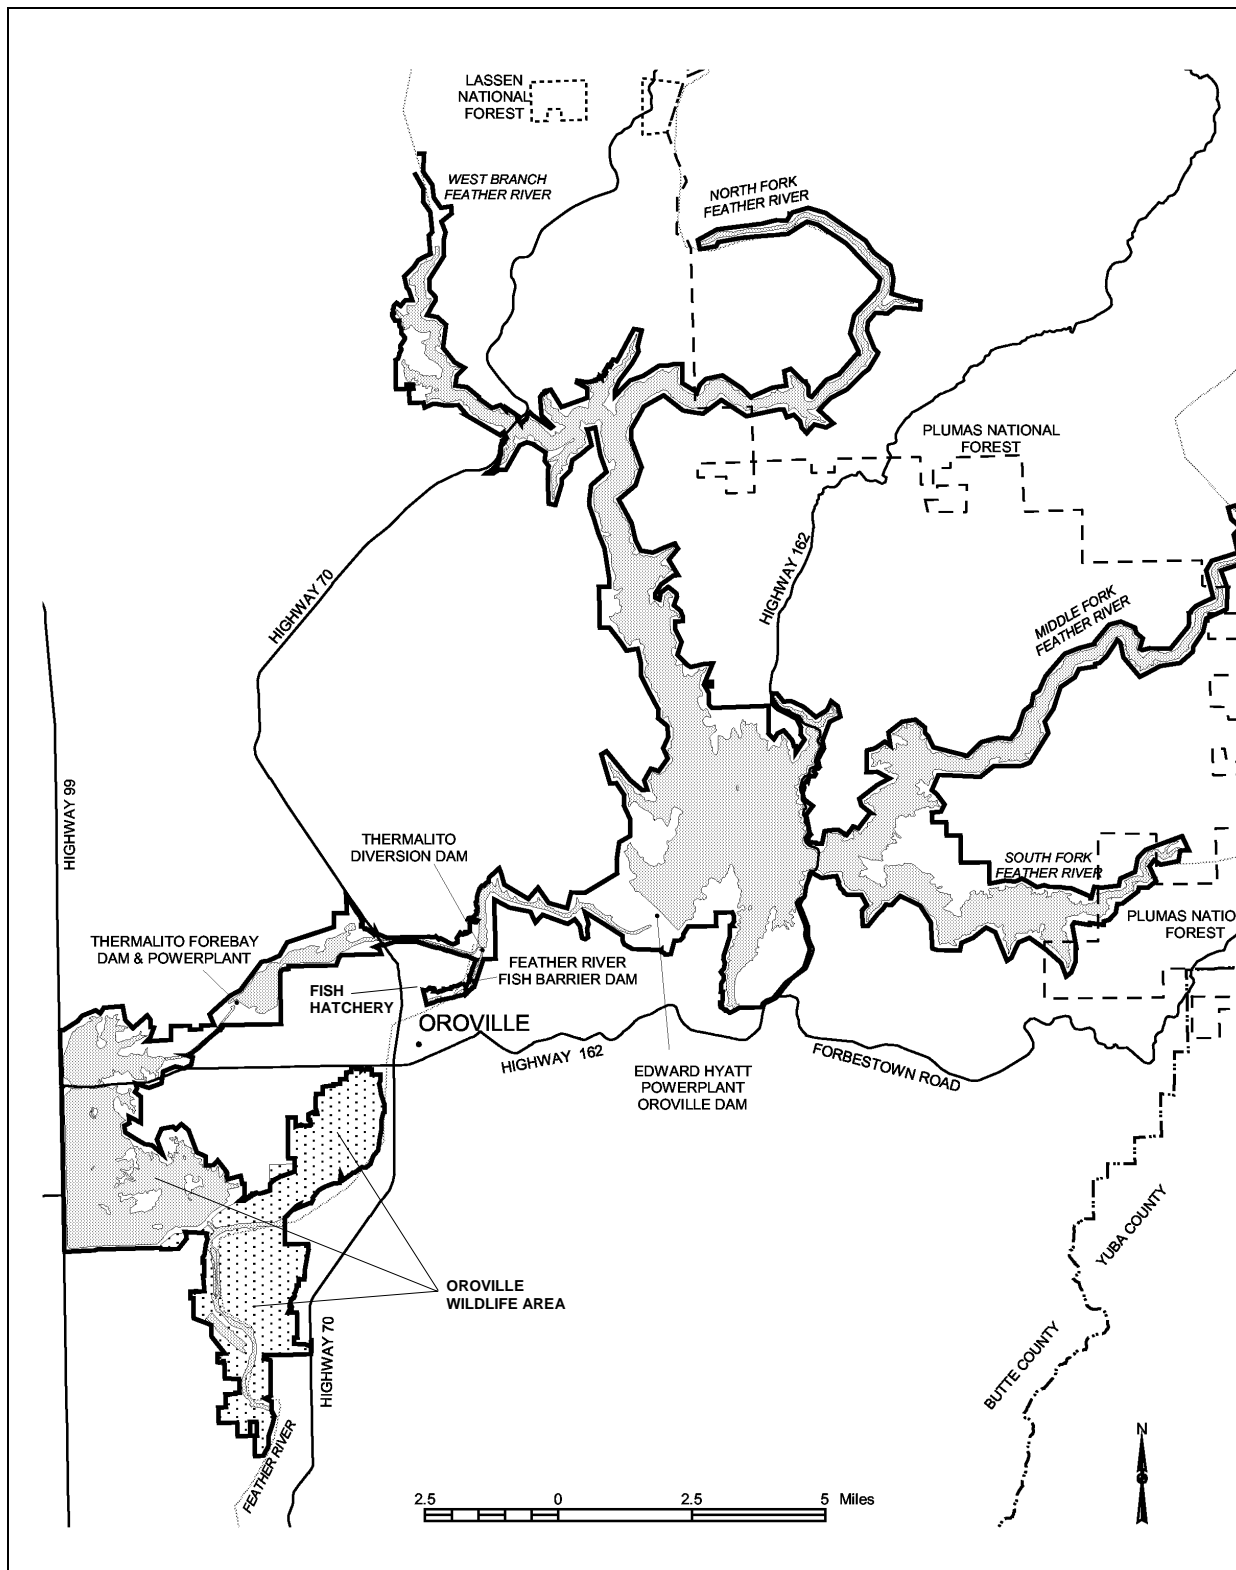 LASSEN
NATIONAL
FOREST
WEST BRANCH
FEATHER RIVER
NORTH FORK
FEATHER RIVER
PLUMAS NATIONAL
FOREST
HIGHWAY 162
HIGHWAY 70
MIDDLE FORK
FEATHER RIVER
HIGHWAY 99
THERMALITO
DIVERSION DAM
SOUTH FORK
FEATHER RIVER
PLUMAS NATIO
FOREST
THERMALITO FOREBAY
DAM & POWERPLANT
FEATHER RIVER
FISH BARRIER DAM
FISH
HATCHERY
OROVILLE
HIGHWAY 162
FORBESTOWN ROAD
EDWARD HYATT
POWERPLANT
OROVILLE DAM
YUBA COUNTY
OROVILLE
WILDLIFE AREA
HIGHWAY 70
BUTTE COUNTY
FEATHER RIVER
N
2.5 0 2.5 5 Miles